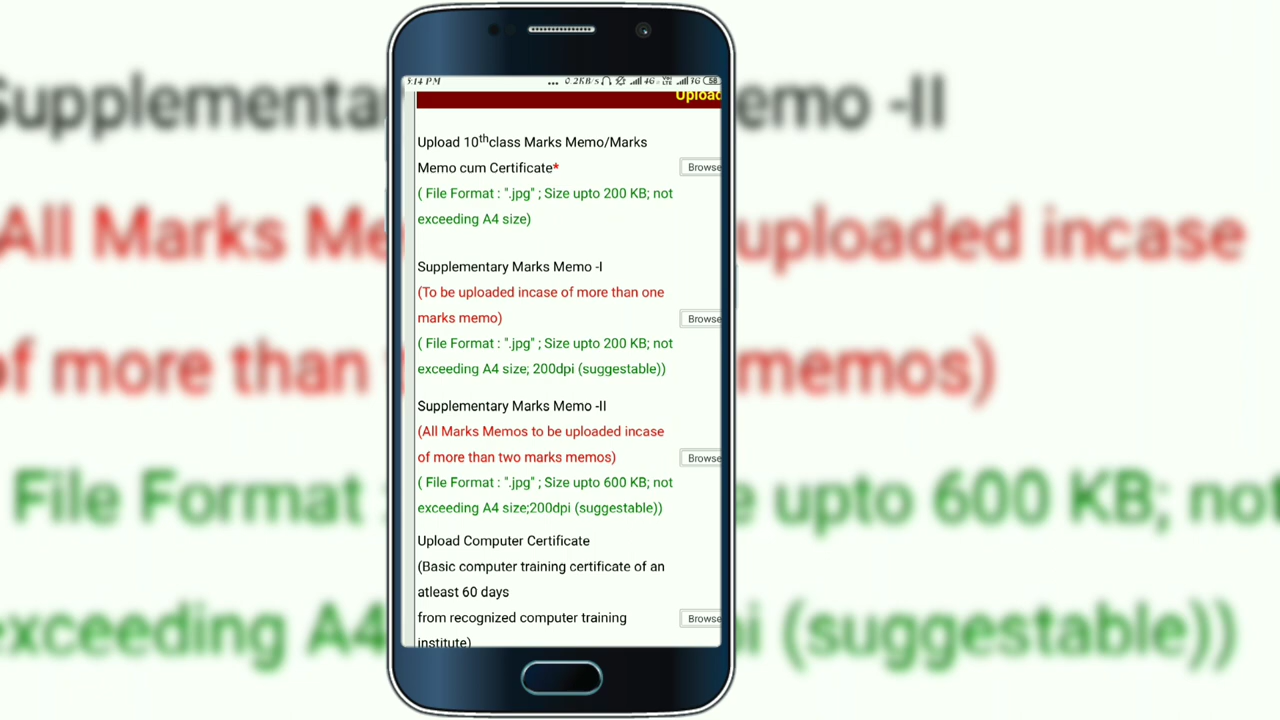 5:14 PM ... 0.2KB/s 4G VoLTE 3G 58
Upload
Upload 10thclass Marks Memo/Marks
Memo cum Certificate*
Browse
( File Format : ".jpg" ; Size upto 200 KB; not
exceeding A4 size)
Supplementary Marks Memo -I
(To be uploaded incase of more than one
marks memo)
Browse
( File Format : ".jpg" ; Size upto 200 KB; not
exceeding A4 size; 200dpi (suggestable))
Supplementary Marks Memo -II
(All Marks Memos to be uploaded incase
of more than two marks memos)
Browse
( File Format : ".jpg" ; Size upto 600 KB; not
exceeding A4 size;200dpi (suggestable))
Upload Computer Certificate
(Basic computer training certificate of an
atleast 60 days
from recognized computer training
Browse
institute)
Supplementa emo -II
All Marks Me uploaded incase
of more than memos)
File Format : e upto 600 KB; not
exceeding A4 pi (suggestable))